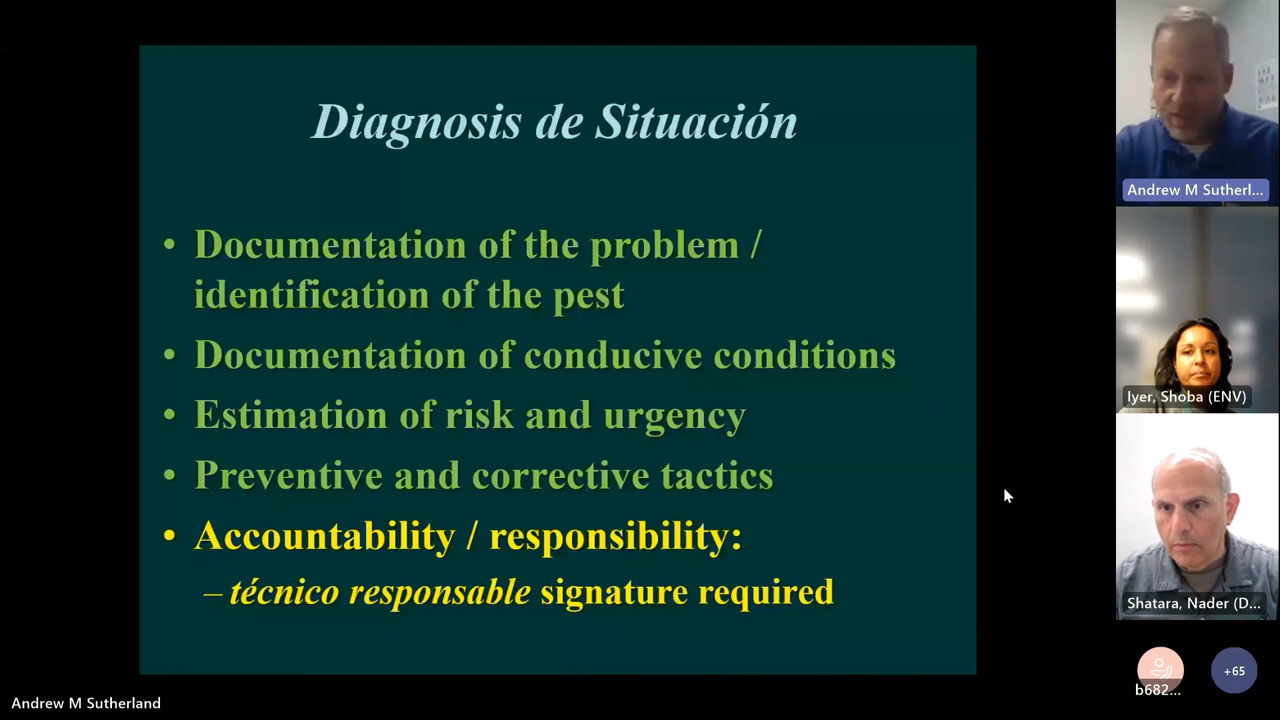 Diagnosis de Situación
• Documentation of the problem /
identification of the pest
• Documentation of conducive conditions
• Estimation of risk and urgency
• Preventive and corrective tactics
• Accountability / responsibility:
– técnico responsable signature required
Andrew M Sutherl...
Iyer, Shoba (ENV)
Shatara, Nader (D...
b682...
+65
Andrew M Sutherland